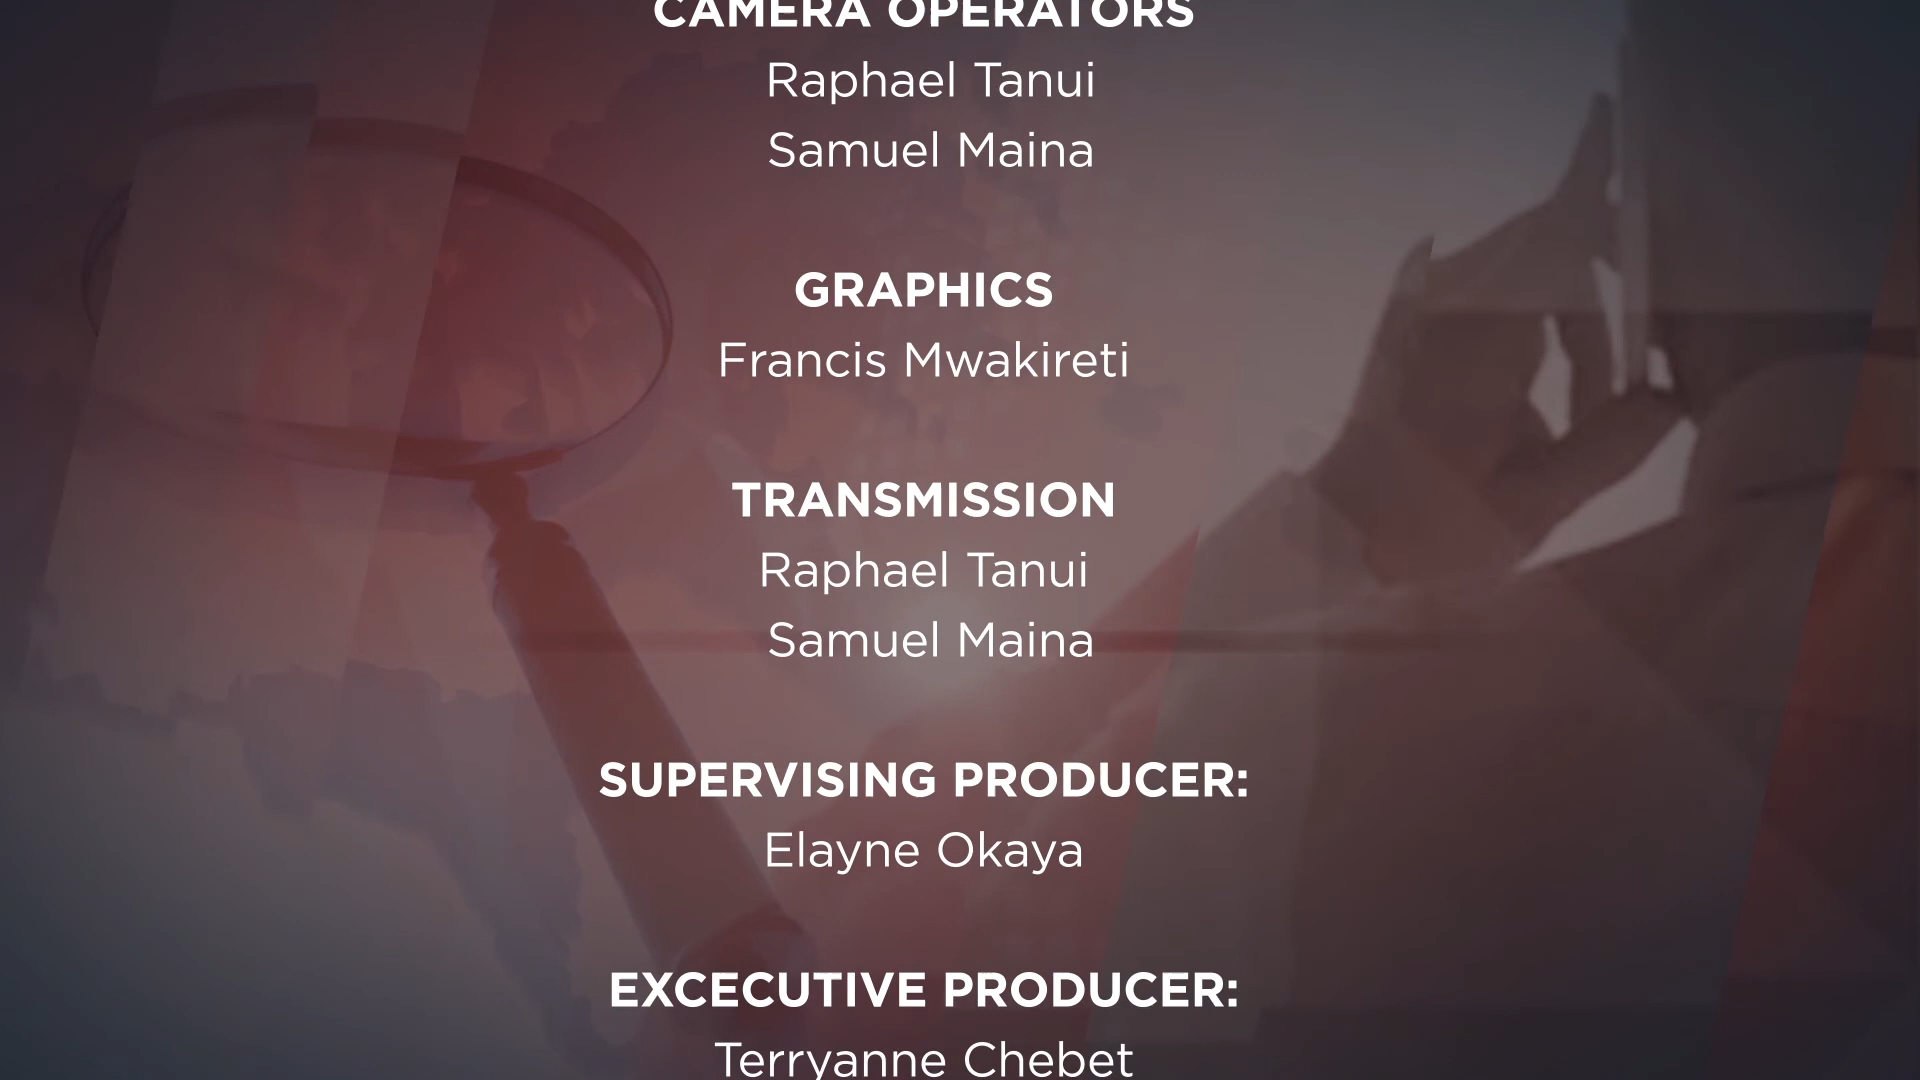 CAMERA OPERATORS
Raphael Tanui
Samuel Maina
GRAPHICS
Francis Mwakireti
TRANSMISSION
Raphael Tanui
Samuel Maina
SUPERVISING PRODUCER:
Elayne Okaya
EXCECUTIVE PRODUCER:
Terryanne Chebet